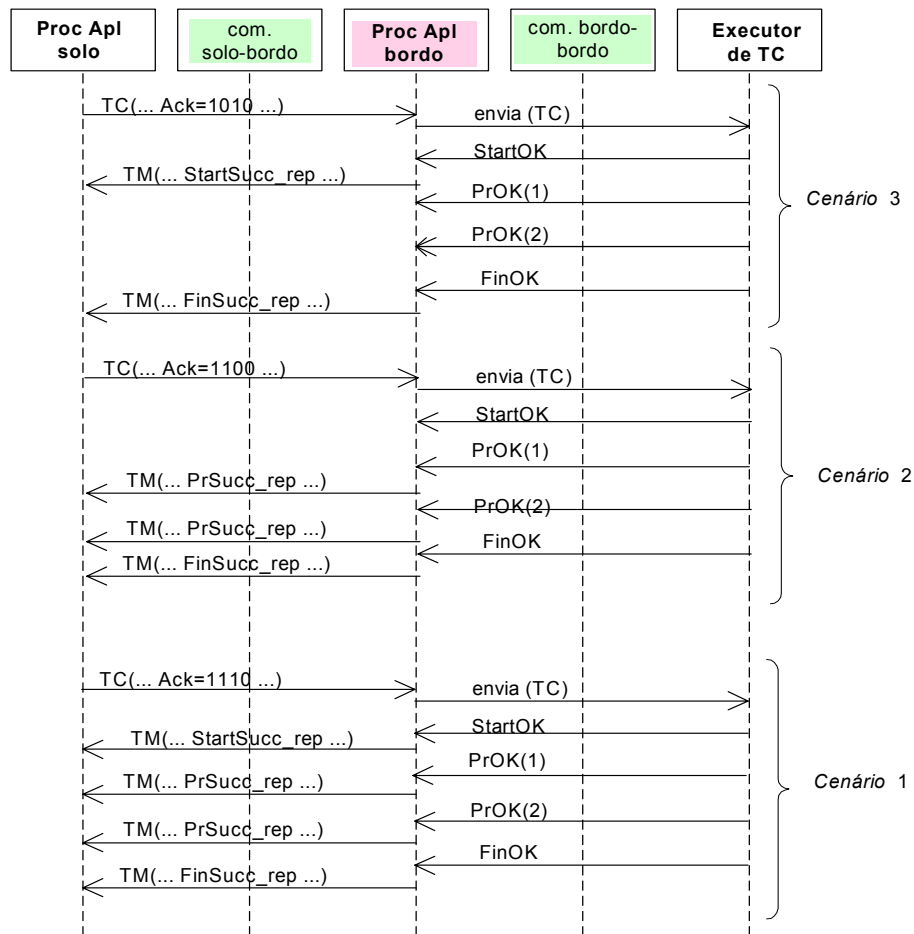 Proc Apl
solo
com.
solo-bordo
Proc Apl
bordo
com. bordo-
bordo
Executor
de TC
TC(... Ack=1010 ...)
envia (TC)
StartOK
TM(... StartSucc_rep ...)
PrOK(1)
Cenário 3
PrOK(2)
FinOK
TM(... FinSucc_rep ...)
TC(... Ack=1100 ...)
envia (TC)
StartOK
PrOK(1)
Cenário 2
TM(... PrSucc_rep ...)
PrOK(2)
TM(... PrSucc_rep ...)
FinOK
TM(... FinSucc_rep ...)
TC(... Ack=1110 ...)
envia (TC)
StartOK
TM(... StartSucc_rep ...)
PrOK(1)
Cenário 1
TM(... PrSucc_rep ...)
PrOK(2)
TM(... PrSucc_rep ...)
FinOK
TM(... FinSucc_rep ...)